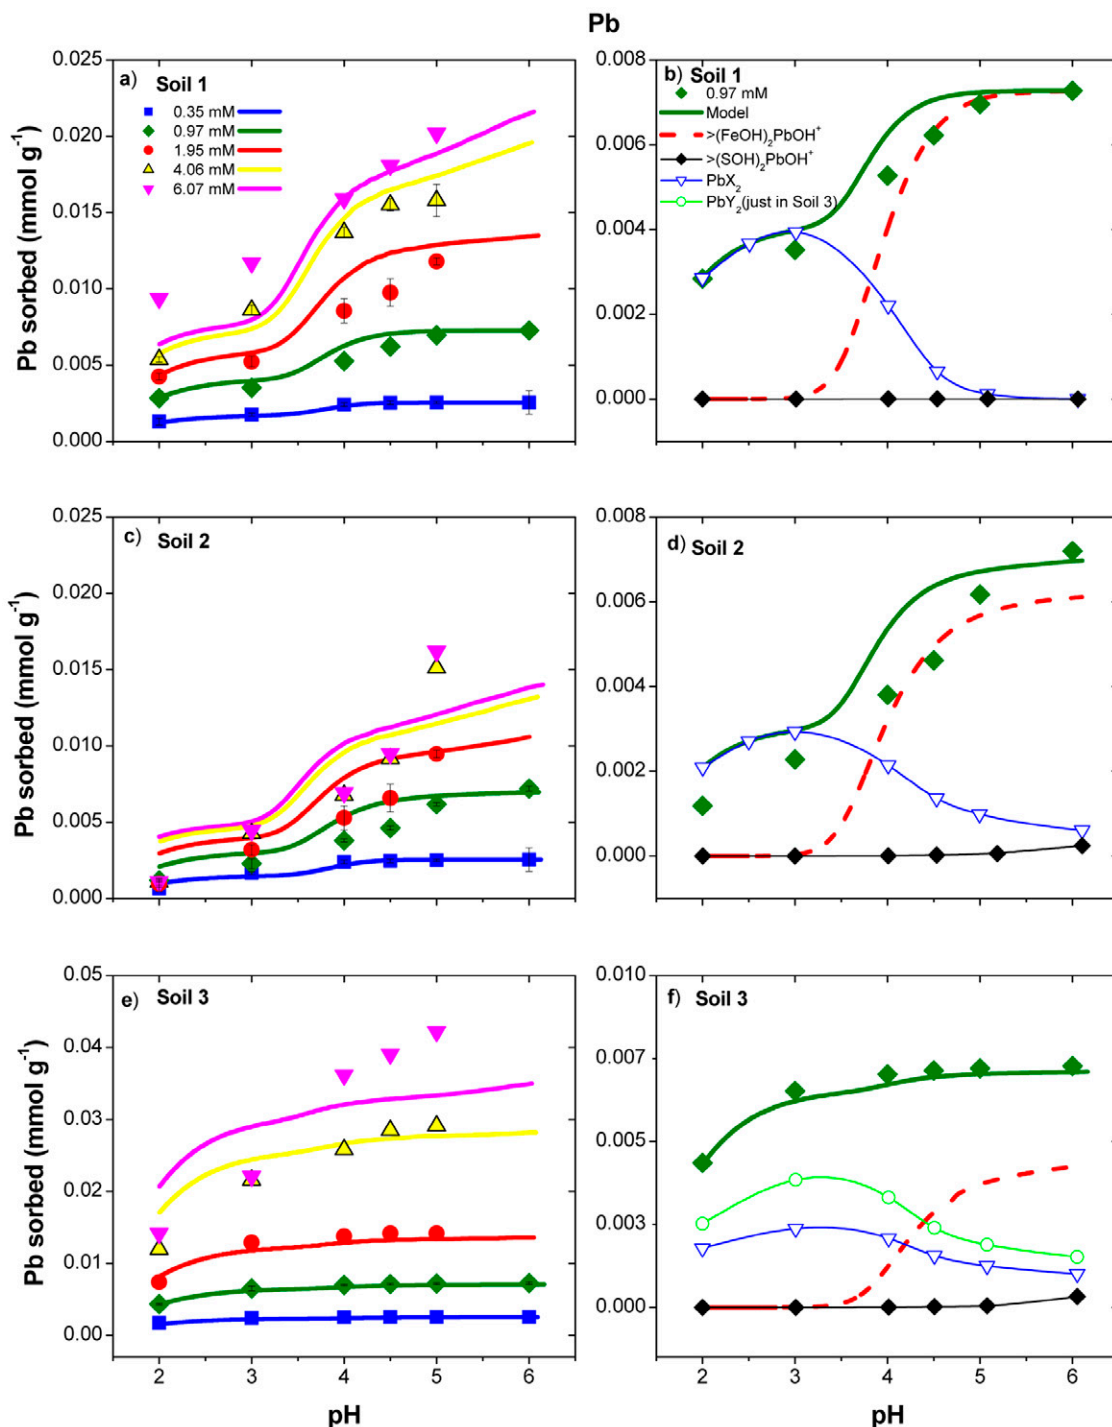 Pb
Pb sorbed (mmol g-1)
0.025
0.020
0.015
0.010
0.005
0.000
a) Soil 1
0.35 mM
0.97 mM
1.95 mM
4.06 mM
6.07 mM
0.008
0.006
0.004
0.002
0.000
b) Soil 1
0.97 mM
Model
>(FeOH)2PbOH+
>(SOH)2PbOH+
PbX2
PbY2(just in Soil 3)
Pb sorbed (mmol g-1)
0.025
0.020
0.015
0.010
0.005
0.000
c) Soil 2
0.008
0.006
0.004
0.002
0.000
d) Soil 2
Pb sorbed (mmol g-1)
0.05
0.04
0.03
0.02
0.01
0.00
e) Soil 3
2 3 4 5 6
pH
0.010
0.007
0.005
0.003
0.000
f) Soil 3
2 3 4 5 6
pH